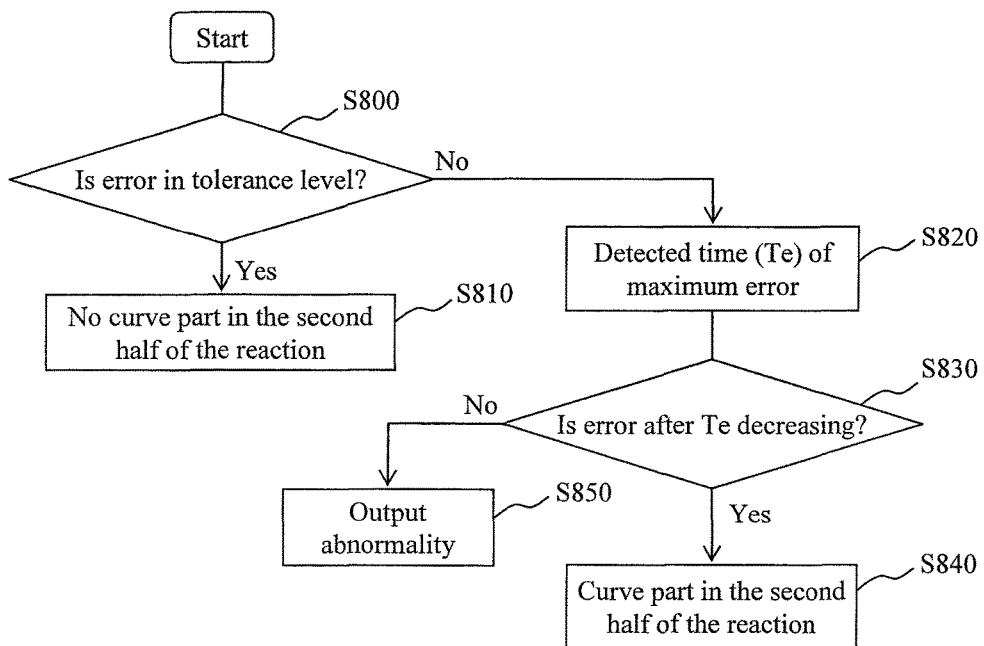 Start
S800
Is error in tolerance level?
No
Yes
S810
No curve part in the second
half of the reaction
S820
Detected time (Te) of
maximum error
S830
Is error after Te decreasing?
No
Yes
S850
Output
abnormality
S840
Curve part in the second
half of the reaction